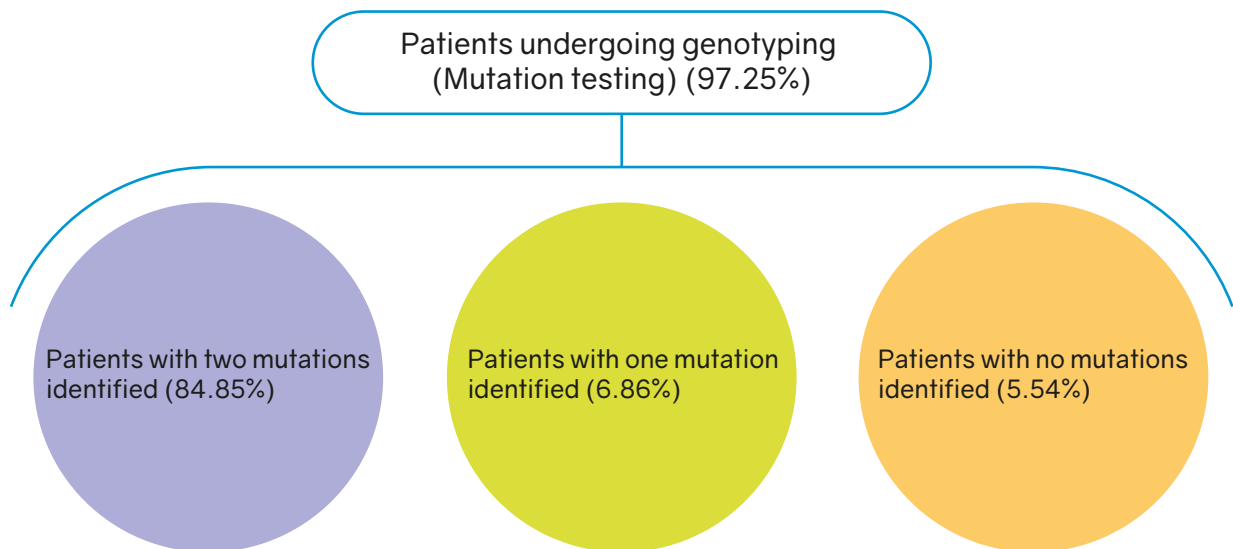 Patients undergoing genotyping
(Mutation testing) (97.25%)
Patients with two mutations
identified (84.85%)
Patients with one mutation
identified (6.86%)
Patients with no mutations
identified (5.54%)